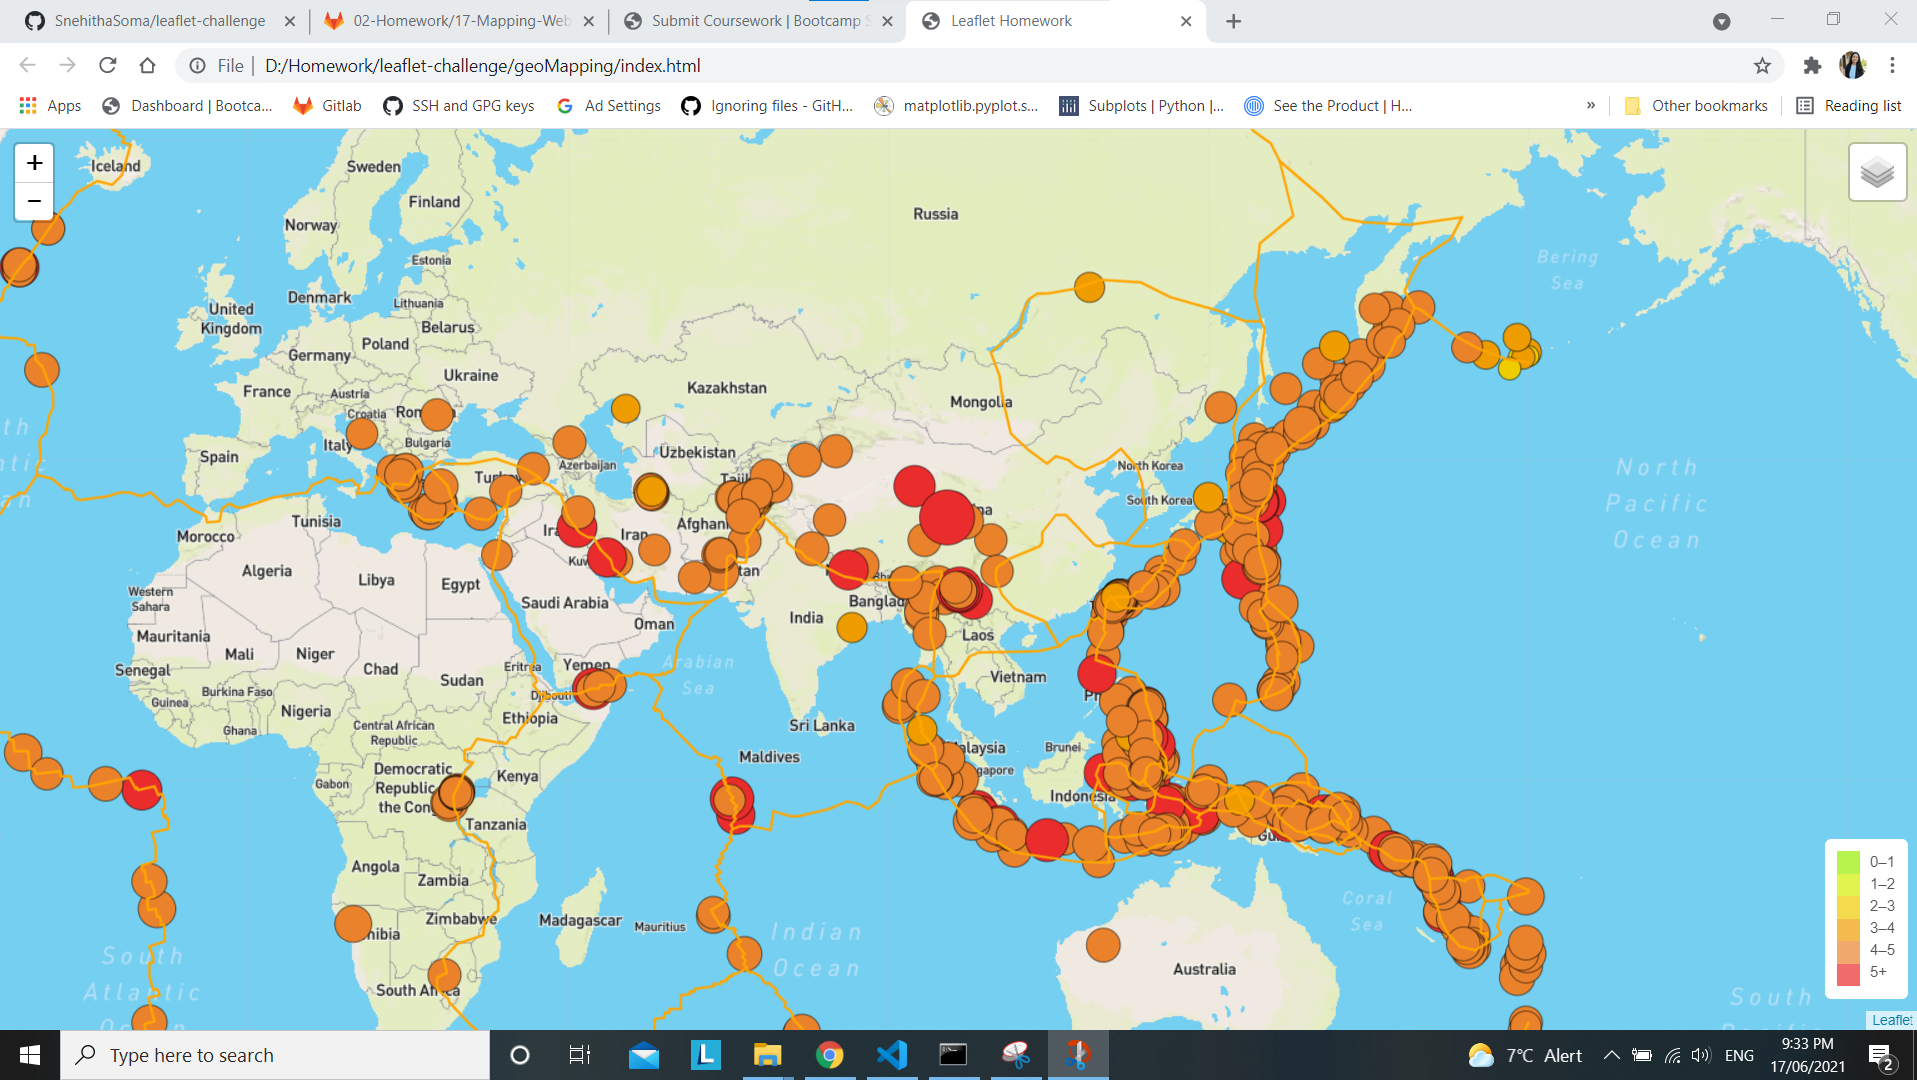 SnehithaSoma/leaflet-challenge
02-Homework/17-Mapping-Web
Submit Coursework | Bootcamp S
Leaflet Homework
File
D:/Homework/leaflet-challenge/geoMapping/index.html
Apps
Dashboard | Bootca...
Gitlab
SSH and GPG keys
Ad Settings
Ignoring files - GitH...
matplotlib.pyplot.s...
Subplots | Python |...
See the Product | H...
»
Other bookmarks
Reading list
+
−
Iceland
Sweden
Finland
Norway
Russia
Estonia
Denmark
Lithuania
United
Kingdom
Belarus
Poland
Germany
Ukraine
France
Austria
Croatia
Kazakhstan
Mongolia
Italy
Bulgaria
Spain
Azerbaijan
Uzbekistan
North Korea
South Korea
Morocco
Tunisia
Iran
Algeria
Libya
Egypt
Western
Sahara
Saudi Arabia
India
Oman
Mauritania
Mali
Niger
Chad
Sudan
Eritrea
Yemen
Laos
Vietnam
Senegal
Burkina Faso
Guinea
Ghana
Nigeria
Central African
Republic
Djibouti
Ethiopia
Arabian
Sea
Sri Lanka
Maldives
Brunei
Gabon
Democratic
Republic
Kenya
Tanzania
Indonesia
Angola
Zambia
Zimbabwe
Madagascar
Mauritius
Indian
Ocean
Australia
Coral
Sea
South Africa
South
Atlantic
Bering
Sea
North
Pacific
Ocean
South
0–1
1–2
2–3
3–4
4–5
5+
Leaflet
Type here to search
L
7°C Alert
ENG
9:33 PM
17/06/2021
2